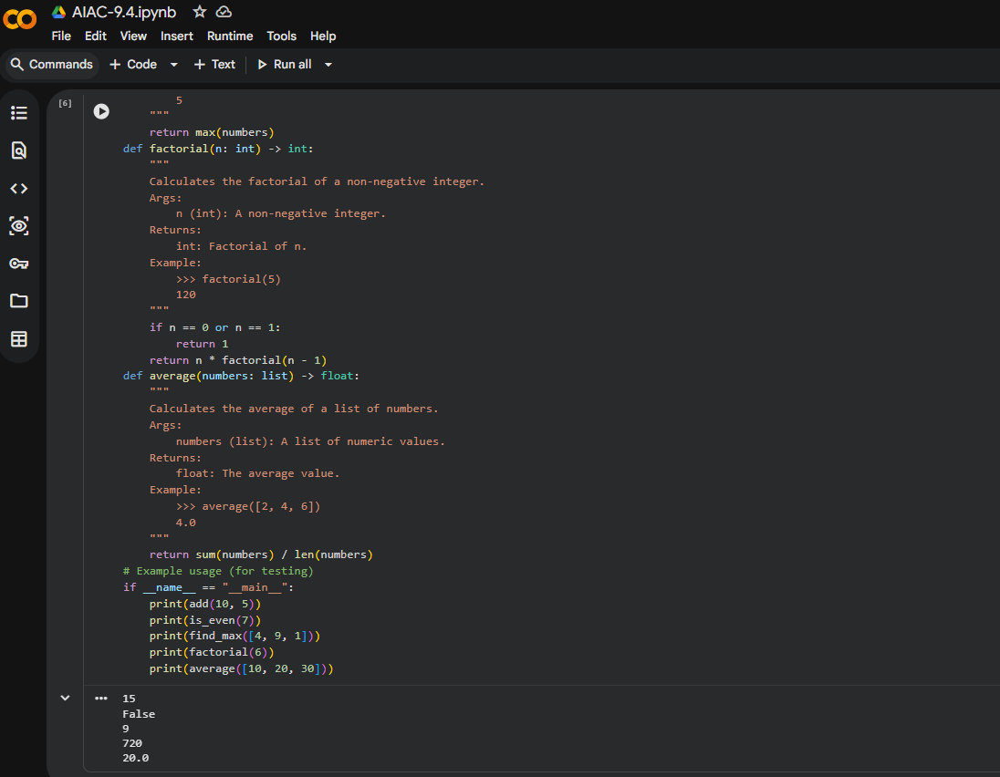 AIAC-9.4.ipynb
File Edit View Insert Runtime Tools Help
Commands + Code + Text Run all
[6]
        5
    """
    return max(numbers)
def factorial(n: int) -> int:
    """
    Calculates the factorial of a non-negative integer.
    Args:
        n (int): A non-negative integer.
    Returns:
        int: Factorial of n.
    Example:
        >>> factorial(5)
        120
    """
    if n == 0 or n == 1:
        return 1
    return n * factorial(n - 1)
def average(numbers: list) -> float:
    """
    Calculates the average of a list of numbers.
    Args:
        numbers (list): A list of numeric values.
    Returns:
        float: The average value.
    Example:
        >>> average([2, 4, 6])
        4.0
    """
    return sum(numbers) / len(numbers)
# Example usage (for testing)
if __name__ == "__main__":
    print(add(10, 5))
    print(is_even(7))
    print(find_max([4, 9, 1]))
    print(factorial(6))
    print(average([10, 20, 30]))
15
False
9
720
20.0